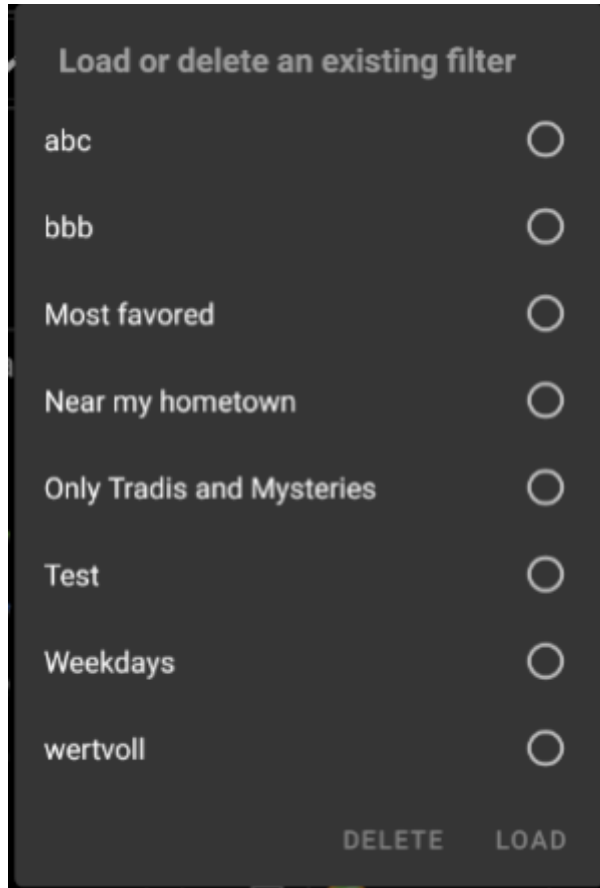 Load or delete an existing filter
abc
bbb
Most favored
Near my hometown
Only Tradis and Mysteries
Test
Weekdays
wertvoll
DELETE LOAD